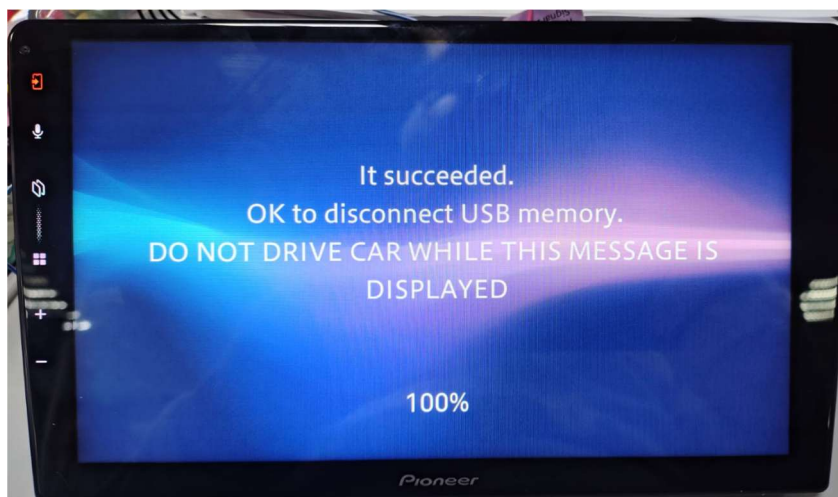 It succeeded.
OK to disconnect USB memory.
DO NOT DRIVE CAR WHILE THIS MESSAGE IS
DISPLAYED
100%
Pioneer